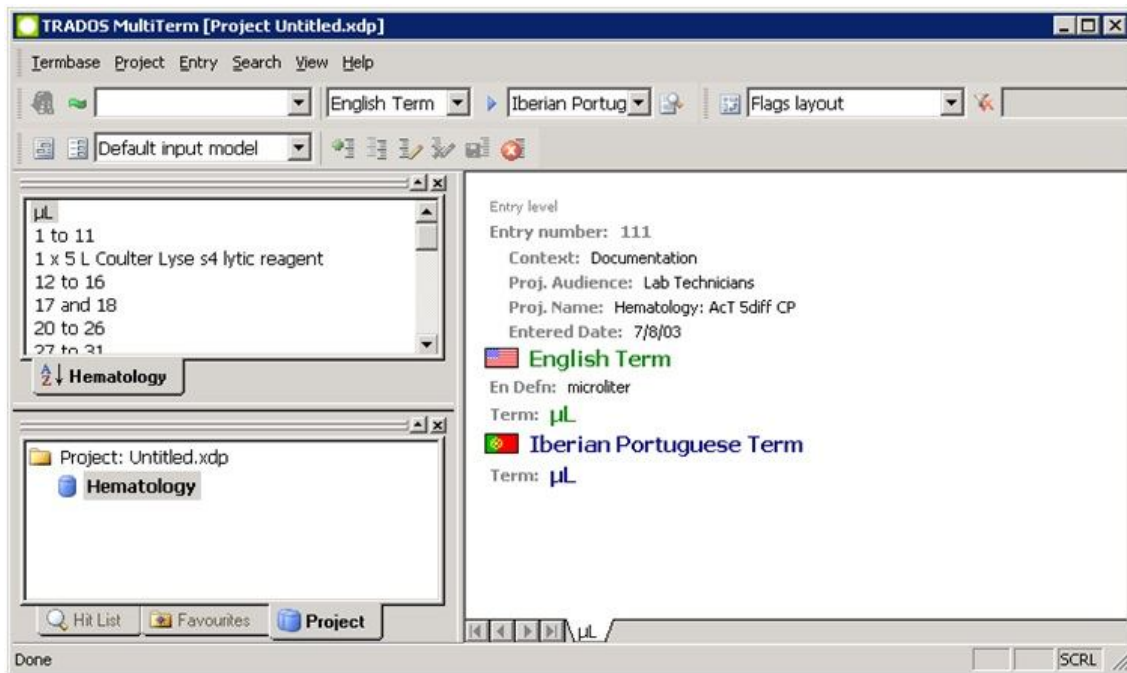 TRADOS MultiTerm [Project Untitled.xdp]
Termbase Project Entry Search View Help
English Term Iberian Portug Flags layout
Default input model
µL
1 to 11
1 x 5 L Coulter Lyse s4 lytic reagent
12 to 16
17 and 18
20 to 26
27 to 31
Hematology
Project: Untitled.xdp
Hematology
Hit List Favourites Project
Entry level
Entry number: 111
Context: Documentation
Proj. Audience: Lab Technicians
Proj. Name: Hematology: AcT 5diff CP
Entered Date: 7/8/03
English Term
En Defn: microliter
Term: µL
Iberian Portuguese Term
Term: µL
µL
Done SCRL